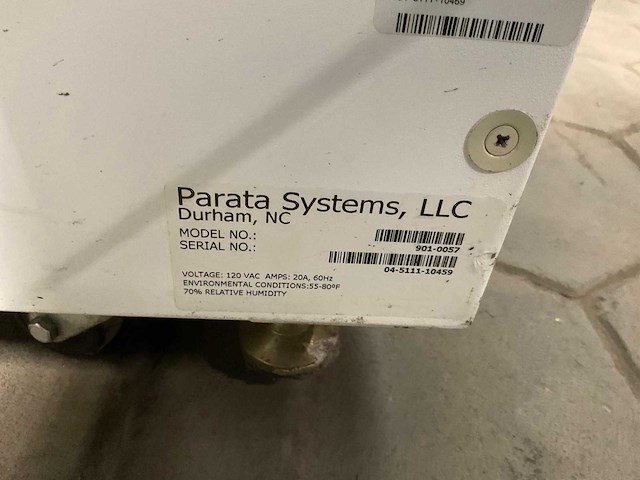 Parata Systems, LLC
Durham, NC
MODEL NO.:
901-0057
SERIAL NO.:
04-5111-10459
VOLTAGE: 120 VAC AMPS: 20A, 60Hz
ENVIRONMENTAL CONDITIONS:55-80ºF
70% RELATIVE HUMIDITY